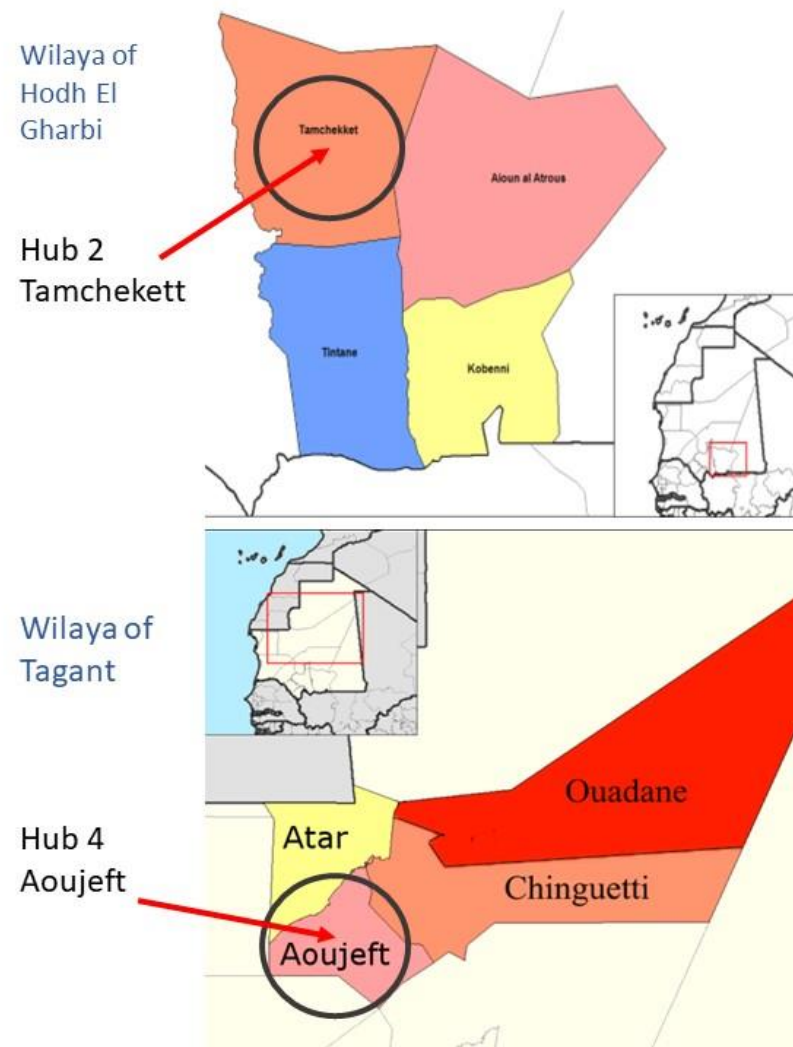 Wilaya of
Hodh El
Gharbi
Tamchekket
Aioun al Atrous
Hub 2
Tamchekett
Tintane
Kobenni
Wilaya of
Tagant
Ouadane
Atar
Hub 4
Aoujeft
Chinguetti
Aoujeft